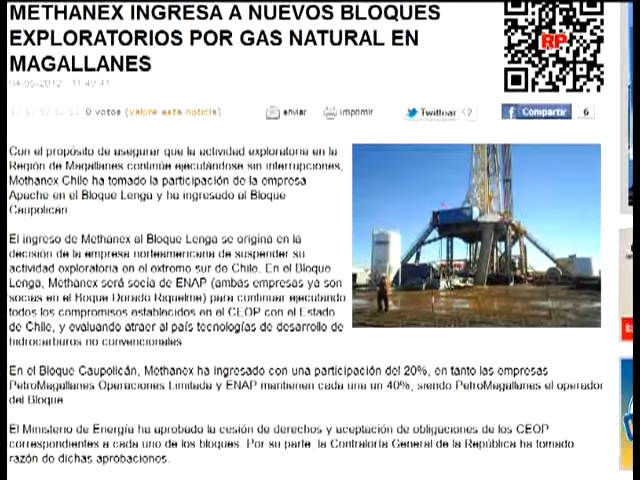 METHANEX INGRESA A NUEVOS BLOQUES
EXPLORATORIOS POR GAS NATURAL EN
MAGALLANES
04-05-2012 11:42:41
RP
0 votos (valore esta noticia)
enviar
imprimir
Twittear
2
Compartir
6
Con el propósito de asegurar que la actividad exploratoria en la
Región de Magallanes continúe ejecutándose sin interrupciones,
Methanex Chile ha tomado la participación de la empresa
Apache en el Bloque Lenga y ha ingresado al Bloque
Caupolicán
El ingreso de Methanex al Bloque Lenga se origina en la
decisión de la empresa norteamericana de suspender su
actividad exploratoria en el extremo sur de Chile. En el Bloque
Lenga, Methanex será socia de ENAP (ambas empresas ya son
socias en el Boque Dorado Riquelme) para continuar ejecutando
todos los compromisos establecidos en el CEOP con el Estado
de Chile, y evaluando atraer al país tecnologías de desarrollo de
hidrocarburos no convencionales
En el Bloque Caupolicán, Methanex ha ingresado con una participación del 20%, en tanto las empresas
PetroMagallanes Operaciones Limitada y ENAP mantienen cada una un 40%, siendo PetroMagallanes el operador
del Bloque
El Ministerio de Energía ha aprobado la cesión de derechos y aceptación de obligaciones de los CEOP
correspondientes a cada uno de los bloques. Por su parte, la Contraloría General de la República ha tomado
razón de dichas aprobaciones.